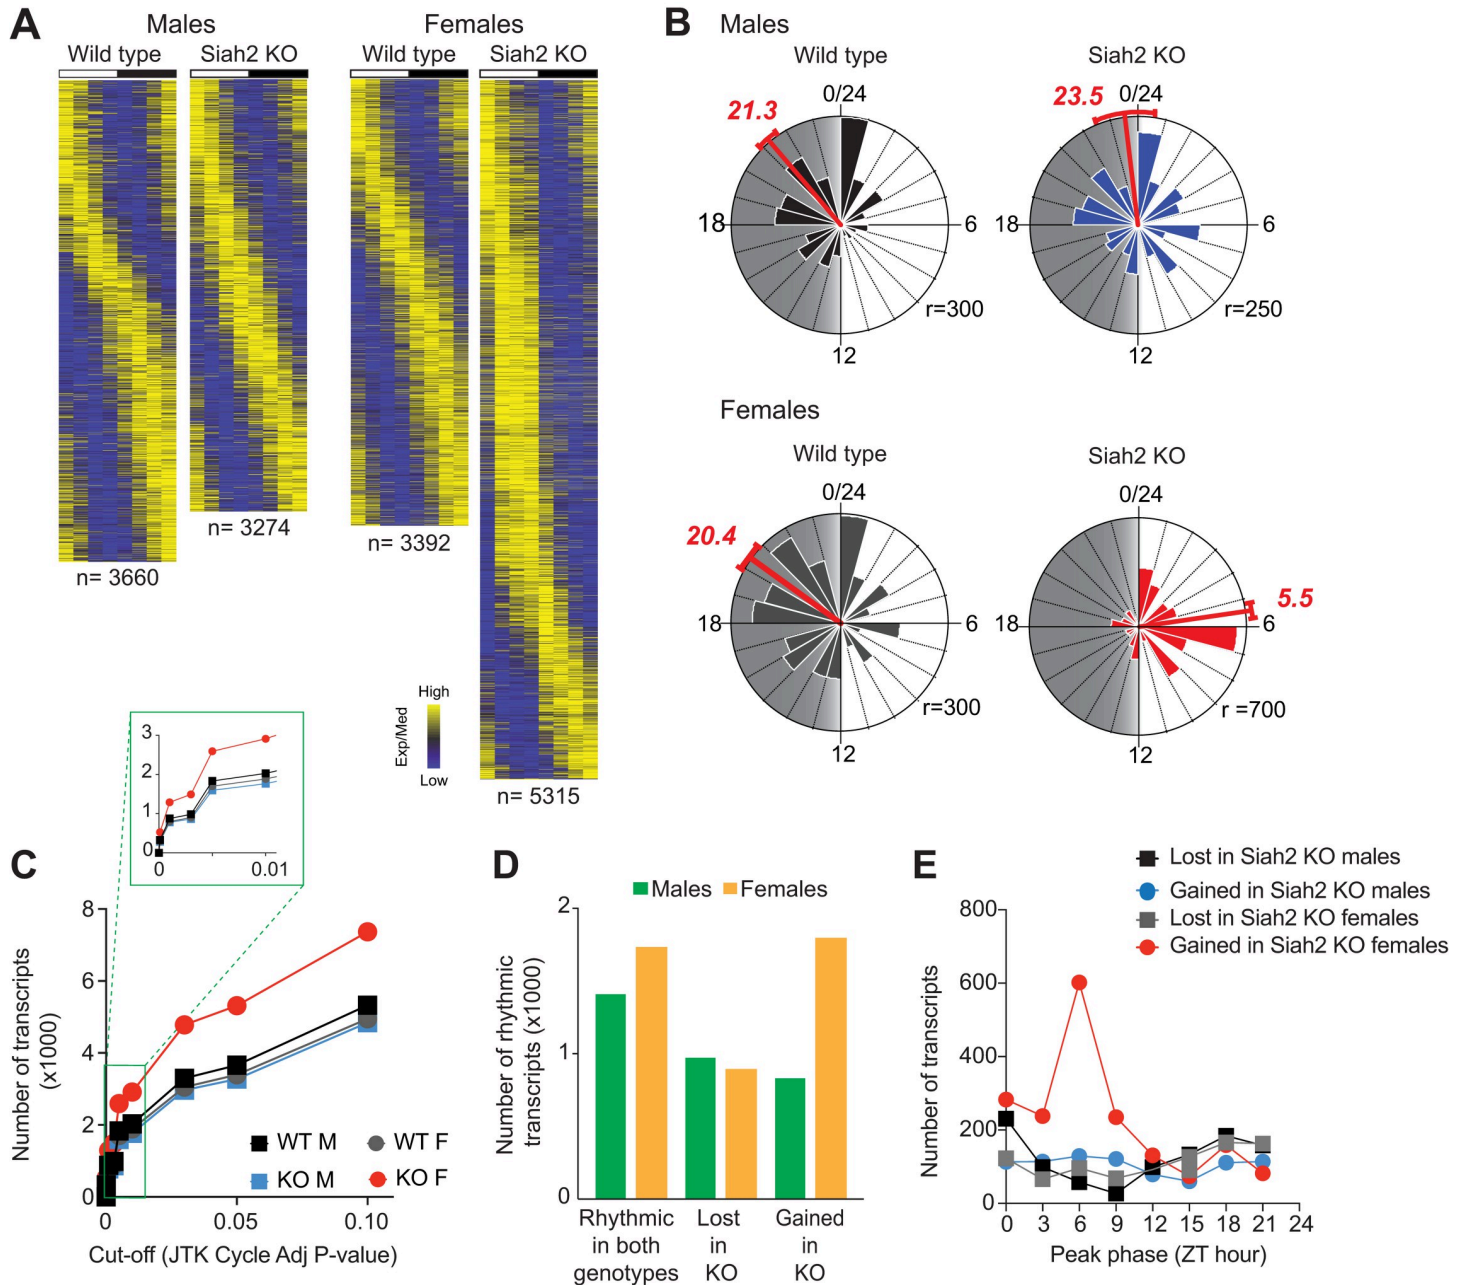 A
Males
Females
Wild type
Siah2 KO
Wild type
Siah2 KO
n= 3660
n= 3274
n= 3392
n= 5315
High
Exp/Med
Low
B
Males
Wild type
Siah2 KO
21.3
0/24
18
6
12
r=300
23.5
0/24
18
6
12
r=250
Females
Wild type
Siah2 KO
20.4
0/24
18
6
12
r=300
0/24
5.5
18
6
12
r =700
C
3
2
1
0
0
0.01
Number of transcripts
(x1000)
8
6
4
2
0
0
0.05
0.10
WT M
WT F
KO M
KO F
Cut-off (JTK Cycle Adj P-value)
D
Males
Females
Number of rhythmic
transcripts (x1000)
2
1
0
Rhythmic
in both
genotypes
Lost
in
KO
Gained
in
KO
E
Lost in Siah2 KO males
Gained in Siah2 KO males
Lost in Siah2 KO females
Gained in Siah2 KO females
Number of transcripts
800
600
400
200
0
0 3 6 9 12 15 18 21 24
Peak phase (ZT hour)